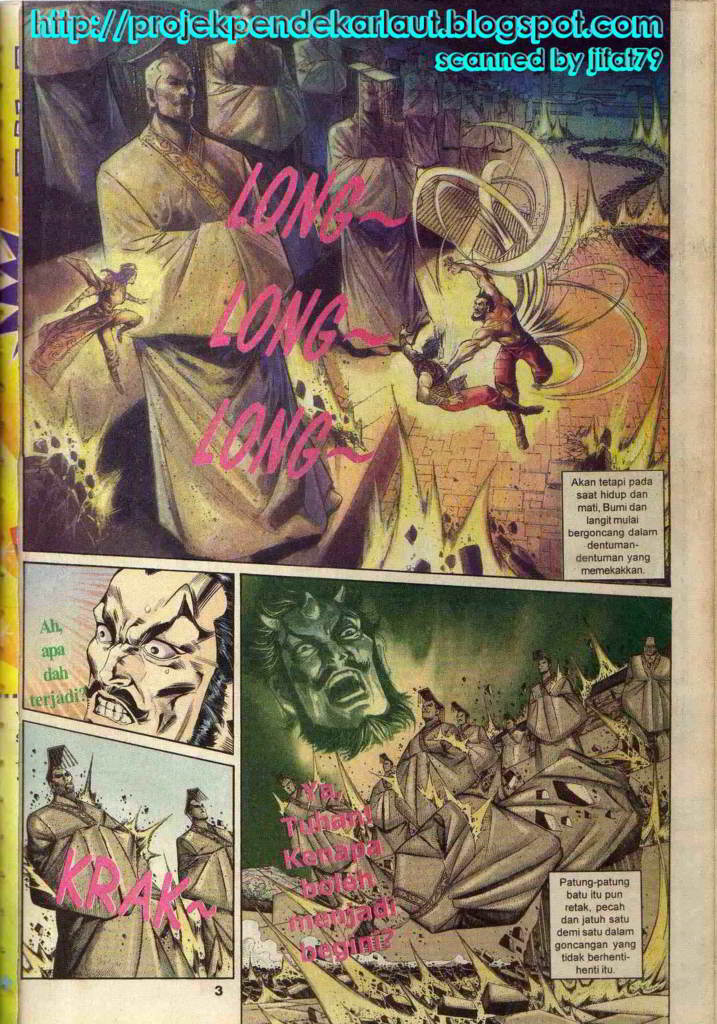 http://projekpendekarlaut.blogspot.com
scanned by jifat79
LONG~
LONG~
LONG~
Akan tetapi pada
saat hidup dan
mati, Bumi dan
langit mulai
bergoncang dalam
dentuman-
dentuman yang
memekakkan.
Ah,
apa
dah
terjadi?
KRAK~
Ya,
Tuhan!
Kenapa
boleh
menjadi
begini?
Patung-patung
batu itu pun
retak, pecah
dan jatuh satu
demi satu dalam
goncangan yang
tidak berhenti-
henti itu.
3